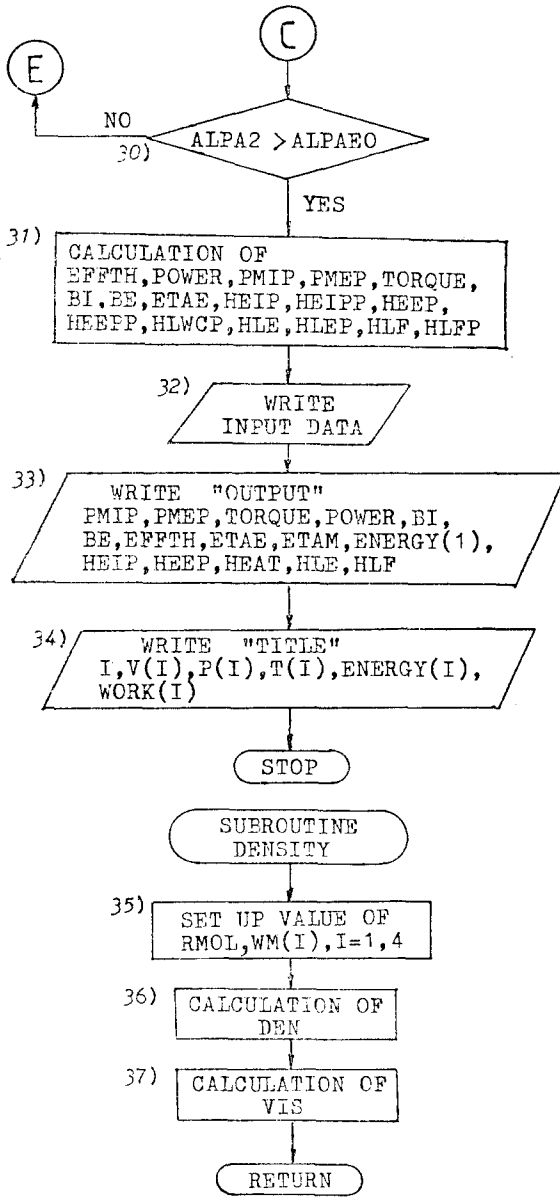 C
E
NO
30)
ALPA2 > ALPAEO
YES
31)
CALCULATION OF
EFFTH,POWER,PMIP,PMEP,TORQUE,
BI,BE,ETAE,HEIP,HEIPP,HEEP,
HEEPP,HLWCP,HLE,HLEP,HLF,HLFP
32)
WRITE
INPUT DATA
33)
WRITE "OUTPUT"
PMIP,PMEP,TORQUE,POWER,BI,
BE,EFFTH,ETAE,ETAM,ENERGY(1),
HEIP,HEEP,HEAT,HLE,HLF
34)
WRITE "TITLE"
I,V(I),P(I),T(I),ENERGY(I),
WORK(I)
STOP
SUBROUTINE
DENSITY
35)
SET UP VALUE OF
RMOL,WM(I),I=1,4
36)
CALCULATION OF
DEN
37)
CALCULATION OF
VIS
RETURN